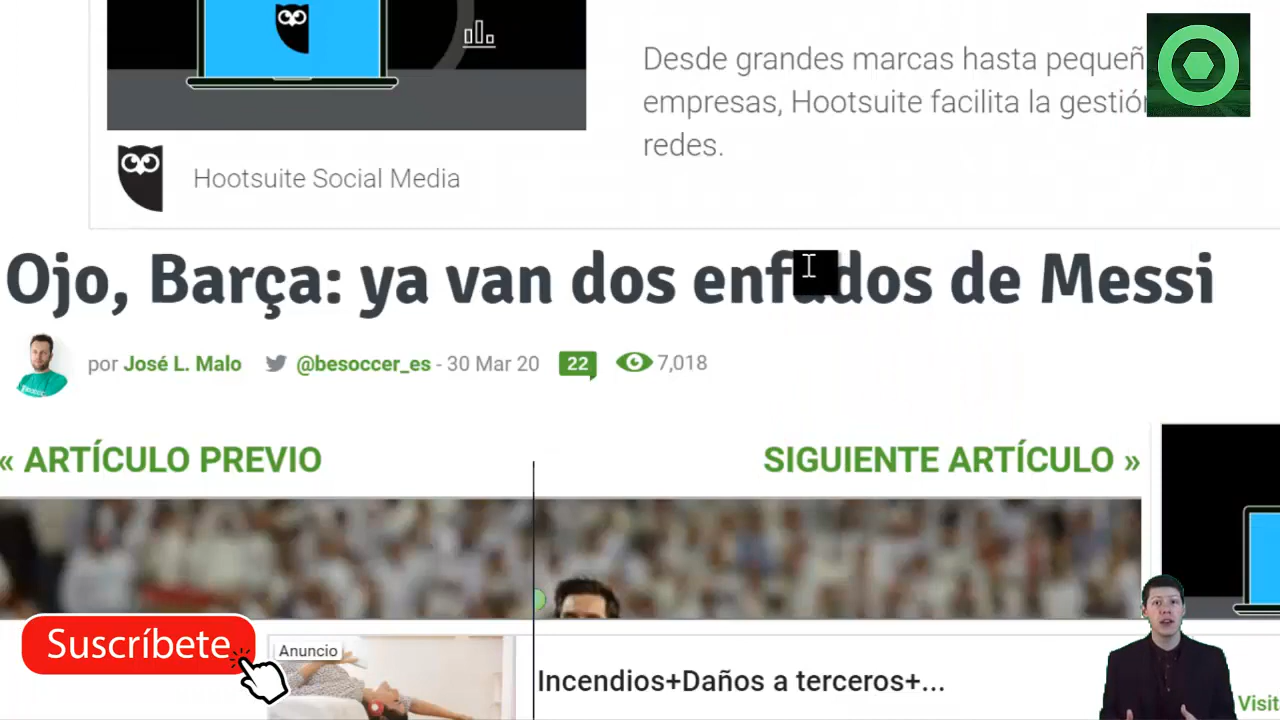 Desde grandes marcas hasta pequeñ
empresas, Hootsuite facilita la gestión
redes.
Hootsuite Social Media
Ojo, Barça: ya van dos enfados de Messi
por José L. Malo @besoccer_es - 30 Mar 20 22 7,018
« ARTÍCULO PREVIO
SIGUIENTE ARTÍCULO »
Suscríbete
Anuncio
Incendios+Daños a terceros+...
Visit